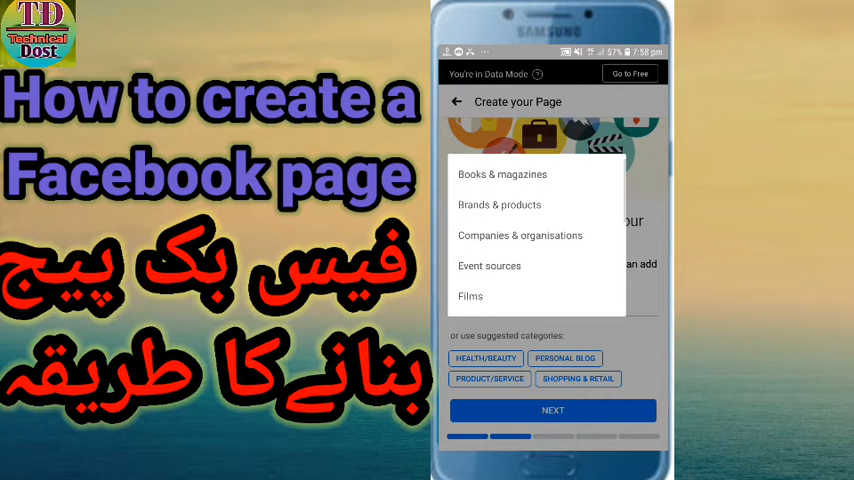 TD
Technical
Dost
How to create a
Facebook page
فیس بک پیج
بنانےکا طریقہ
SAMSUNG
57% 7:58 pm
You're in Data Mode ?
Go to Free
Create your Page
Books & magazines
Brands & products
Companies & organisations
Event sources
Films
our
an add
or use suggested categories:
HEALTH/BEAUTY
PERSONAL BLOG
PRODUCT/SERVICE
SHOPPING & RETAIL
NEXT